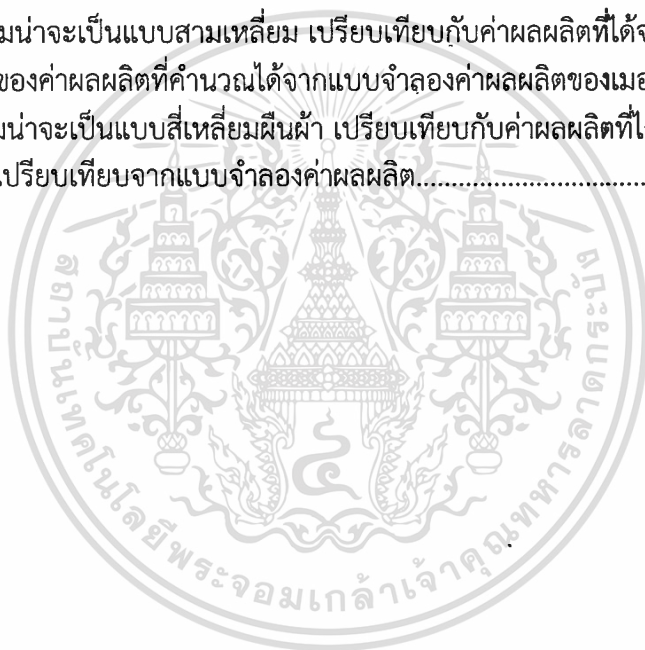 มน่าจะเป็นแบบสามเหลี่ยม เปรียบเทียบกับค่าผลผลิตที่ได้จ
ของค่าผลผลิตที่คำนวณได้จากแบบจำลองค่าผลผลิตของเมอ
มน่าจะเป็นแบบสี่เหลี่ยมผืนผ้า เปรียบเทียบกับค่าผลผลิตที่ไ
เปรียบเทียบจากแบบจำลองค่าผลผลิต..............................
สถาบันเทคโนโลยีพระจอมเกล้าเจ้าคุณทหารลาดกระบัง